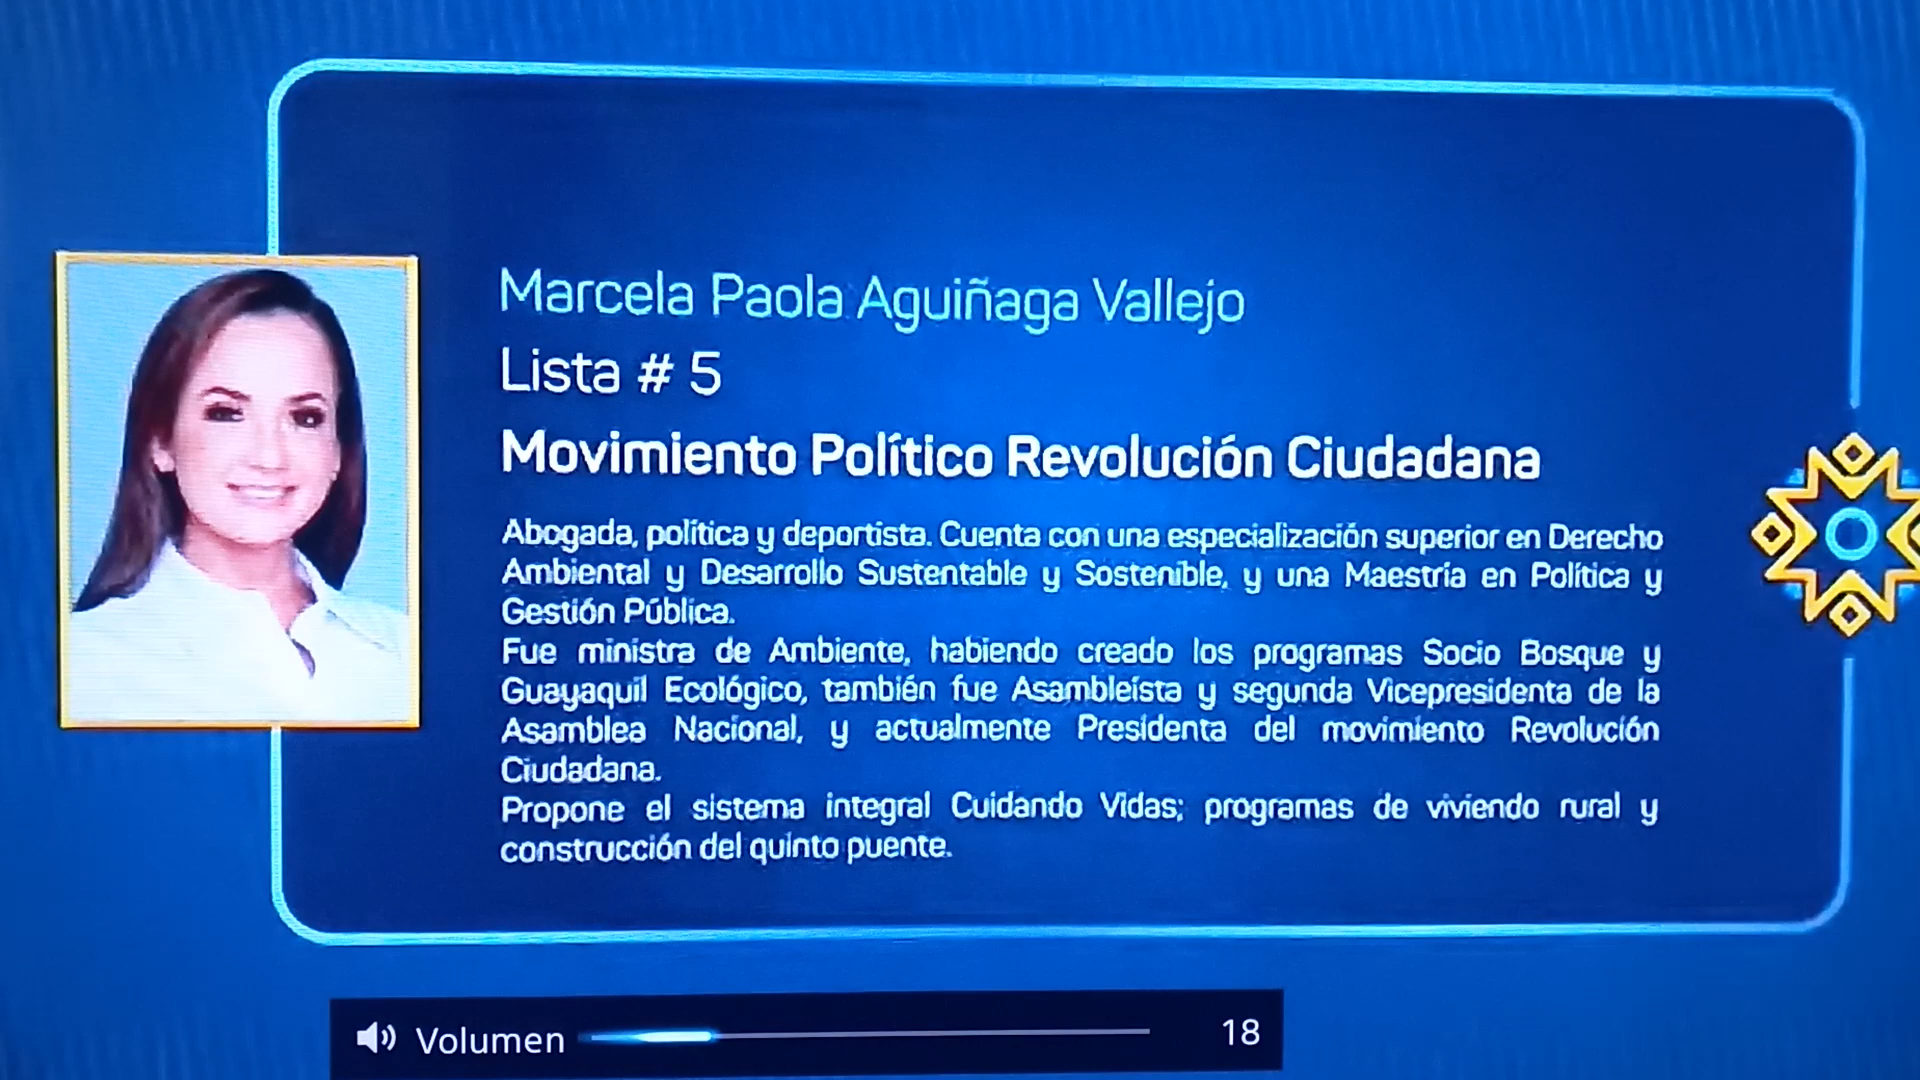 Marcela Paola Aguiñaga Vallejo
Lista # 5
Movimiento Político Revolución Ciudadana
Abogada, política y deportista. Cuenta con una especialización superior en Derecho
Ambiental y Desarrollo Sustentable y Sostenible, y una Maestría en Política y
Gestión Pública.
Fue ministra de Ambiente, habiendo creado los programas Socio Bosque y
Guayaquil Ecológico, también fue Asambleísta y segunda Vicepresidenta de la
Asamblea Nacional, y actualmente Presidenta del movimiento Revolución
Ciudadana.
Propone el sistema integral Cuidando Vidas; programas de viviendo rural y
construcción del quinto puente.
Volumen 18